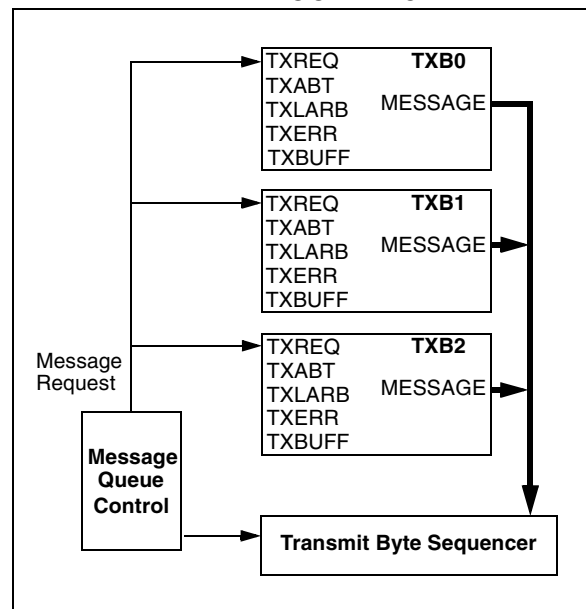 TXREQ TXB0
TXABT
TXLARB MESSAGE
TXERR
TXBUFF
TXREQ TXB1
TXABT
TXLARB MESSAGE
TXERR
TXBUFF
TXREQ TXB2
TXABT
TXLARB MESSAGE
TXERR
TXBUFF
Message
Request
Message
Queue
Control
Transmit Byte Sequencer